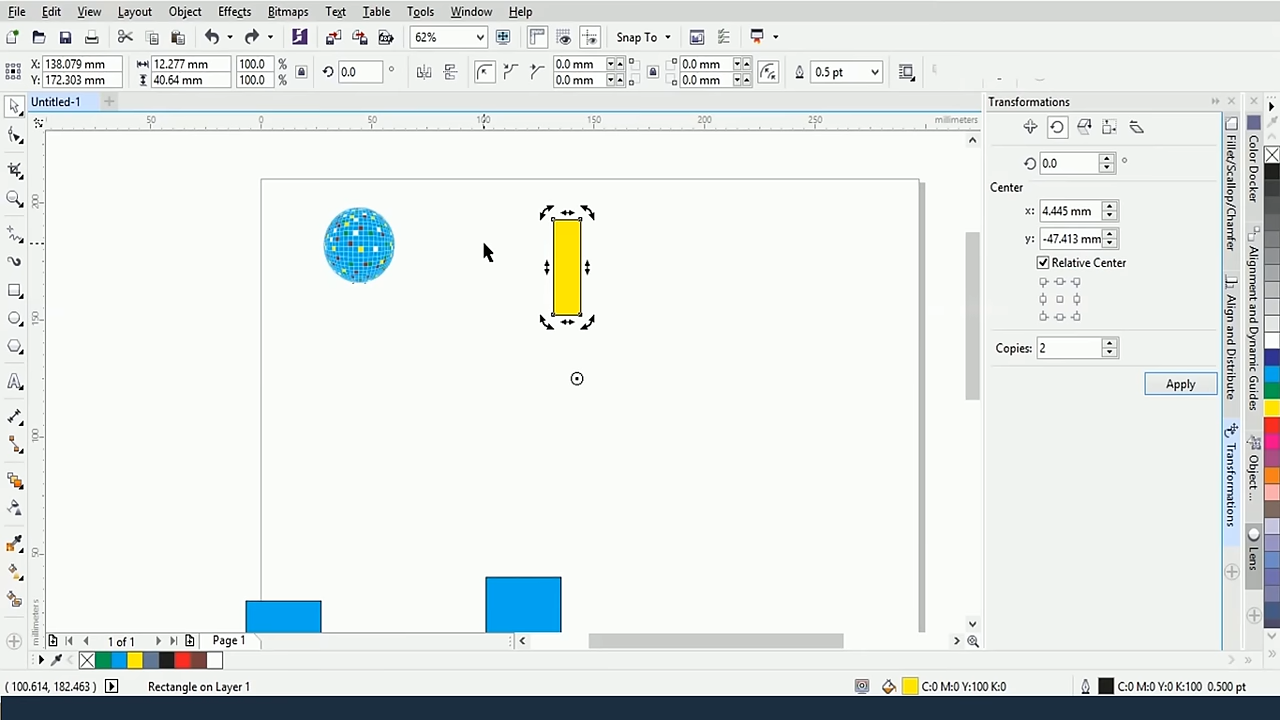 File Edit View Layout Object Effects Bitmaps Text Table Tools Window Help
62% Snap To
X: 138.079 mm 12.277 mm 100.0 % 0.0 ° 0.0 mm 0.0 mm 0.5 pt
Y: 172.303 mm 40.64 mm 100.0 % 0.0 mm 0.0 mm
Untitled-1
Transformations
50 0 50 100 150 200 250 millimeters
200
150
100
50
millimeters
0.0 °
Center
x: 4.445 mm
y: -47.413 mm
Relative Center
Copies: 2
Apply
Fillet/Scallop/Chamfer
Align and Distribute
Transformations
Color Docker
Alignment and Dynamic Guides
Object ...
Lens
1 of 1 Page 1
( 100.614, 182.463 ) Rectangle on Layer 1 C:0 M:0 Y:100 K:0 C:0 M:0 Y:0 K:100 0.500 pt